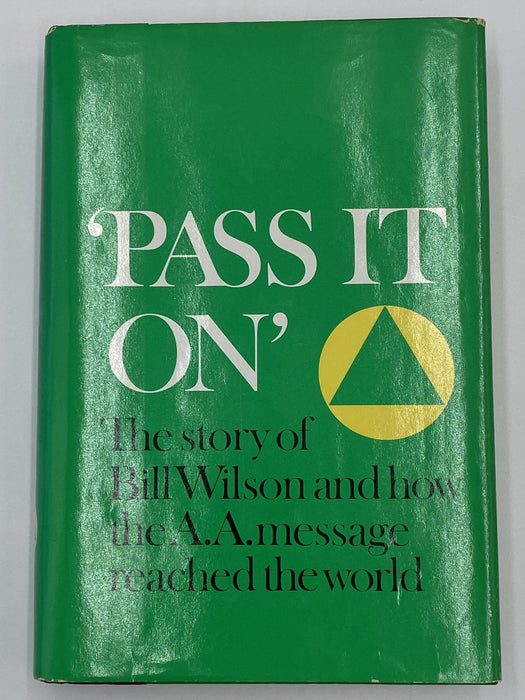 ‘PASS IT
ON’
The story of
Bill Wilson and how
the A.A. message
reached the world